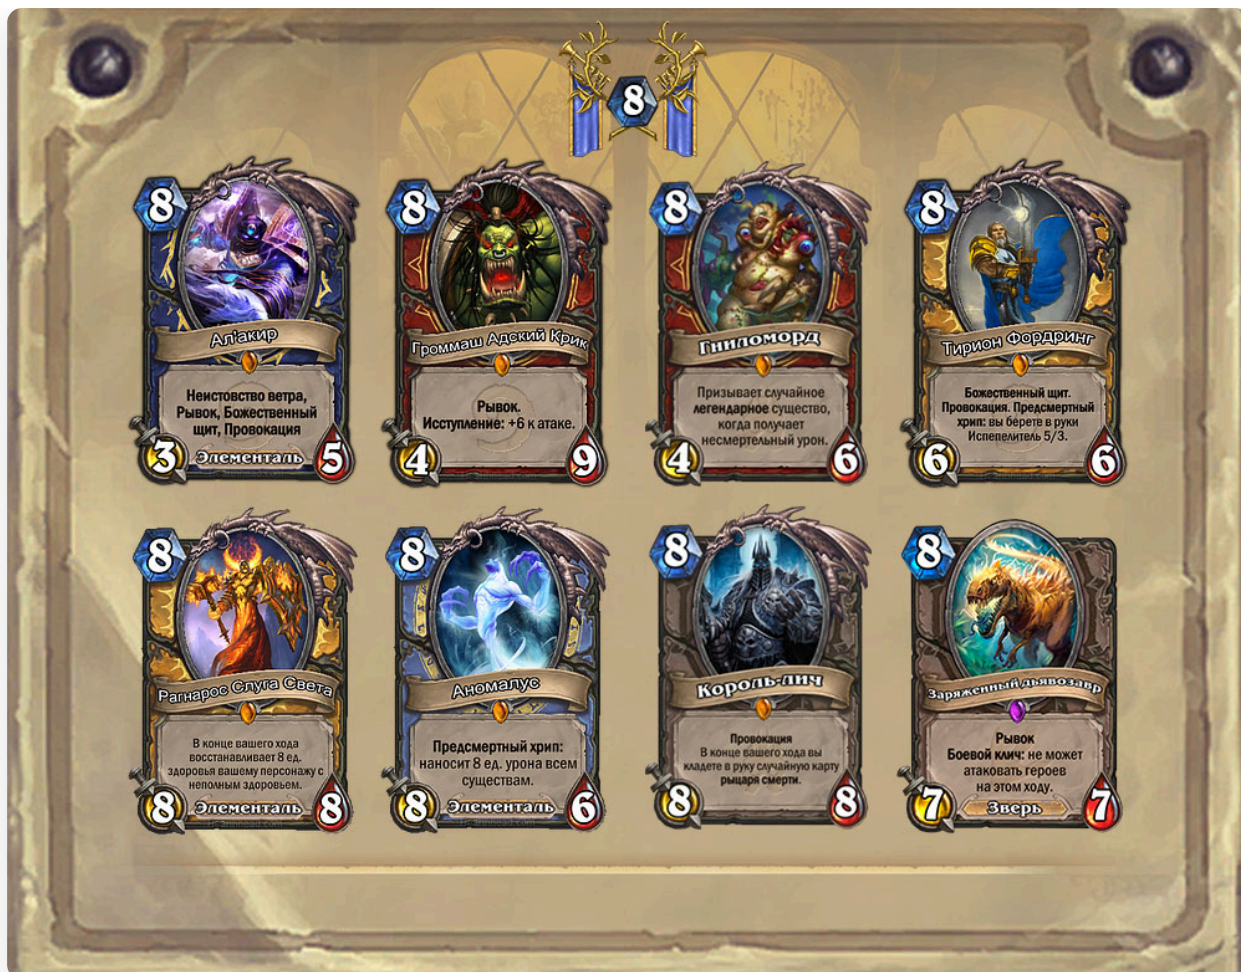 8
8
Ал'акир
Неистовство ветра,
Рывок, Божественный
щит, Провокация
3
Элементаль
5
8
Громмаш Адский Крик
Рывок.
Исступление: +6 к атаке.
4
9
8
Гниломорд
Призывает случайное
легендарное существо,
когда получает
несмертельный урон.
4
6
8
Тирион Фордринг
Божественный щит.
Провокация. Предсмертный
хрип: вы берете в руки
Испепелитель 5/3.
6
6
8
Рагнарос Слуга Света
В конце вашего хода
восстанавливает 8 ед.
здоровья вашему персонажу с
неполным здоровьем.
8
Элементаль
8
8
Аномалус
Предсмертный хрип:
наносит 8 ед. урона всем
существам.
8
Элементаль
6
8
Король-лич
Провокация
В конце вашего хода вы
кладете в руку случайную карту
рыцаря смерти.
8
8
8
Заряженный дьявозавр
Рывок
Боевой клич: не может
атаковать героев
на этом ходу.
7
Зверь
7